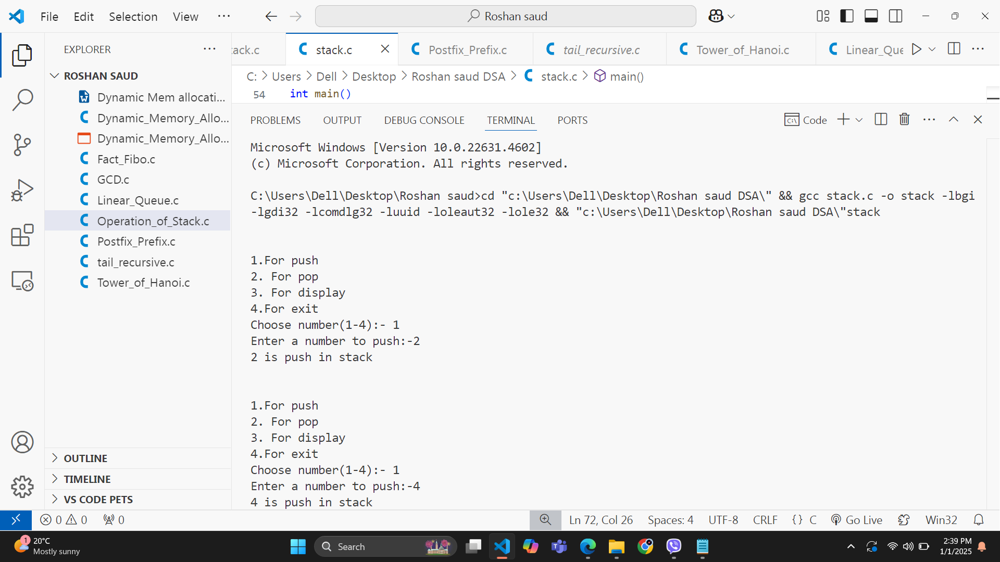 File Edit Selection View ···
Roshan saud
EXPLORER ···
ROSHAN SAUD
Dynamic Mem allocati...
Dynamic_Memory_Allo...
Dynamic_Memory_Allo...
Fact_Fibo.c
GCD.c
Linear_Queue.c
Operation_of_Stack.c
Postfix_Prefix.c
tail_recursive.c
Tower_of_Hanoi.c
OUTLINE
TIMELINE
VS CODE PETS
tack.c stack.c Postfix_Prefix.c tail_recursive.c Tower_of_Hanoi.c Linear_Que
C: > Users > Dell > Desktop > Roshan saud DSA > stack.c > main()
54 int main()
PROBLEMS OUTPUT DEBUG CONSOLE TERMINAL PORTS Code
Microsoft Windows [Version 10.0.22631.4602]
(c) Microsoft Corporation. All rights reserved.
C:\Users\Dell\Desktop\Roshan saud>cd "c:\Users\Dell\Desktop\Roshan saud DSA\" && gcc stack.c -o stack -lbgi
-lgdi32 -lcomdlg32 -luuid -loleaut32 -lole32 && "c:\Users\Dell\Desktop\Roshan saud DSA\"stack
1.For push
2. For pop
3. For display
4.For exit
Choose number(1-4):- 1
Enter a number to push:-2
2 is push in stack
1.For push
2. For pop
3. For display
4.For exit
Choose number(1-4):- 1
Enter a number to push:-4
4 is push in stack
0 0 0 Ln 72, Col 26 Spaces: 4 UTF-8 CRLF {} C Go Live Win32
1
20°C
Mostly sunny
Search
2:39 PM
1/1/2025